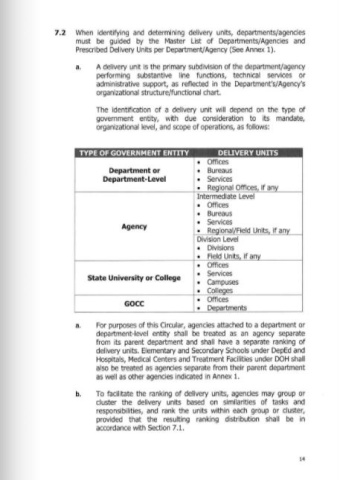 7.2 When identifying and determining delivery units, departments/agencies
must be guided by the Master List of Departments/Agencies and
Prescribed Delivery Units per Department/Agency (See Annex 1).
a. A delivery unit is the primary subdivision of the department/agency
performing substantive line functions, technical services or
administrative support, as reflected in the Department's/Agency's
organizational structure/functional chart.
The identification of a delivery unit will depend on the type of
government entity, with due consideration to its mandate,
organizational level, and scope of operations, as follows:
TYPE OF GOVERNMENT ENTITY DELIVERY UNITS
Department or
Department-Level
• Offices
• Bureaus
• Services
• Regional Offices, if any
Agency
Intermediate Level
• Offices
• Bureaus
• Services
• Regional/Field Units, if any
Division Level
• Divisions
• Field Units, if any
State University or College
• Offices
• Services
• Campuses
• Colleges
GOCC
• Offices
• Departments
a. For purposes of this Circular, agencies attached to a department or
department-level entity shall be treated as an agency separate
from its parent department and shall have a separate ranking of
delivery units. Elementary and Secondary Schools under DepEd and
Hospitals, Medical Centers and Treatment Facilities under DOH shall
also be treated as agencies separate from their parent department
as well as other agencies indicated in Annex 1.
b. To facilitate the ranking of delivery units, agencies may group or
cluster the delivery units based on similarities of tasks and
responsibilities, and rank the units within each group or cluster,
provided that the resulting ranking distribution shall be in
accordance with Section 7.1.
14